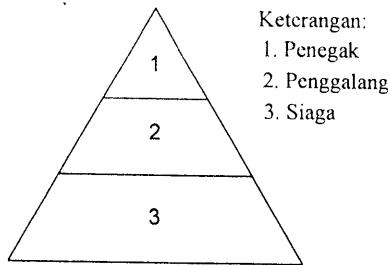 Keterangan:
1. Penegak
2. Penggalang
3. Siaga
1
2
3